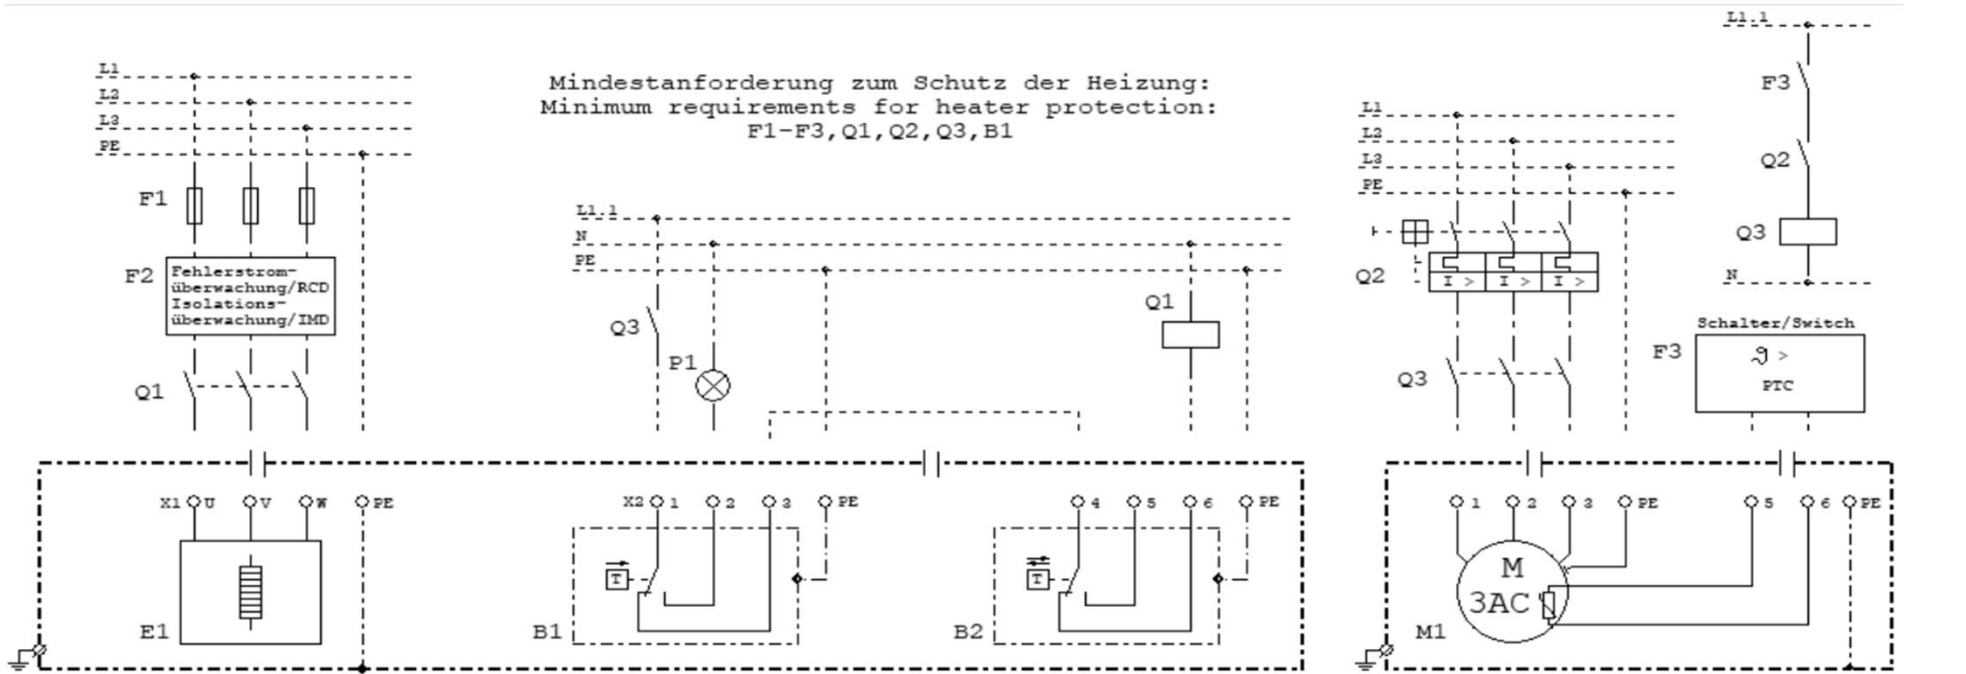 L1
L2
L3
PE
F1
F2
Fehlerstrom-
überwachung/RCD
Isolations-
überwachung/IMD
Q1
Mindestanforderung zum Schutz der Heizung:
Minimum requirements for heater protection:
F1-F3,Q1,Q2,Q3,B1
L1.1
N
PE
Q3
P1
Q1
L1
L2
L3
PE
Q2
I > I > I >
Q3
L1.1
F3
Q2
Q3
N
Schalter/Switch
F3
ϑ >
PTC
X1 U V W PE
E1
X2 1 2 3 PE
T
B1
4 5 6 PE
T
B2
1 2 3 PE 5 6 PE
M
3AC
M1